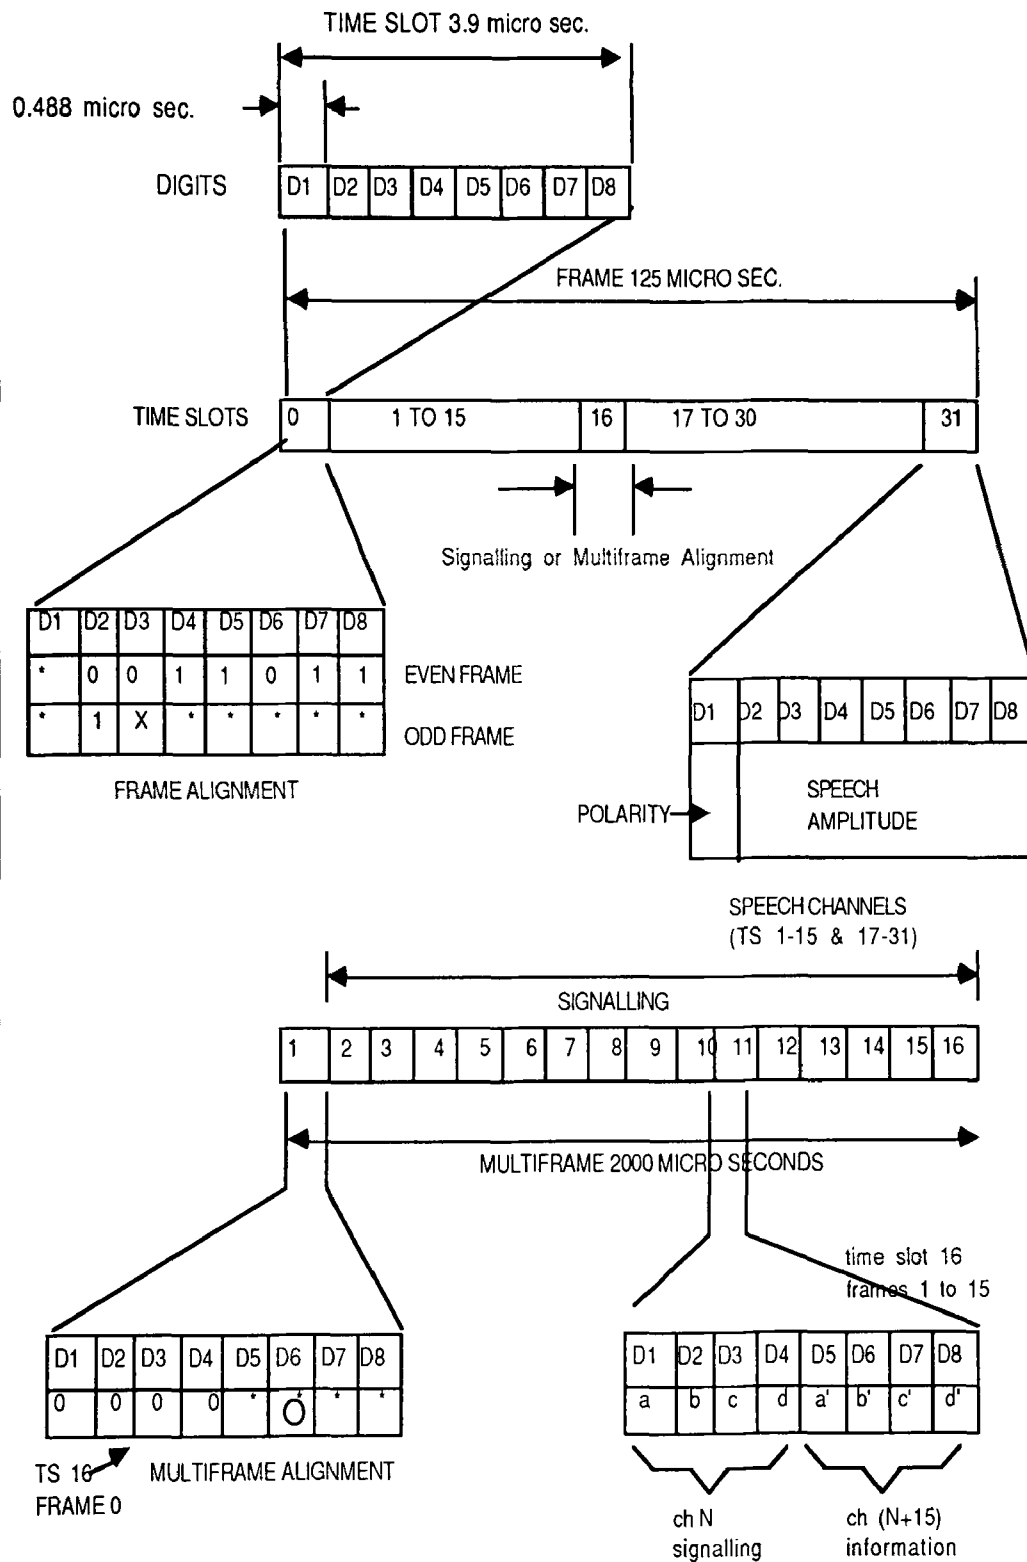 TIME SLOT 3.9 micro sec.
0.488 micro sec.
DIGITS D1 D2 D3 D4 D5 D6 D7 D8
FRAME 125 MICRO SEC.
TIME SLOTS 0 1 TO 15 16 17 TO 30 31
Signalling or Multiframe Alignment
D1 D2 D3 D4 D5 D6 D7 D8
* 0 0 1 1 0 1 1 EVEN FRAME
* 1 X * * * * * ODD FRAME
FRAME ALIGNMENT
D1 D2 D3 D4 D5 D6 D7 D8
POLARITY
SPEECH
AMPLITUDE
SPEECH CHANNELS
(TS 1-15 & 17-31)
SIGNALLING
1 2 3 4 5 6 7 8 9 10 11 12 13 14 15 16
MULTIFRAME 2000 MICRO SECONDS
time slot 16
frames 1 to 15
D1 D2 D3 D4 D5 D6 D7 D8
0 0 0 0 * * * *
O
TS 16
FRAME 0
MULTIFRAME ALIGNMENT
D1 D2 D3 D4 D5 D6 D7 D8
a b c d a' b' c' d'
ch N
signalling
ch (N+15)
information